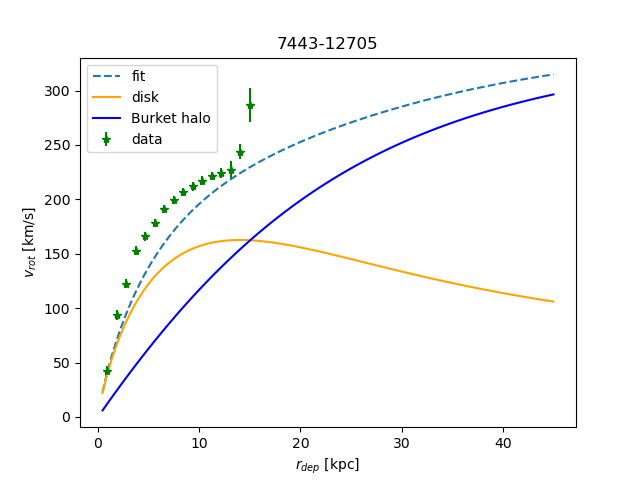 7443-12705
fit
disk
Burket halo
data
300
250
200
150
100
50
0
v_rot [km/s]
0 10 20 30 40
r_dep [kpc]